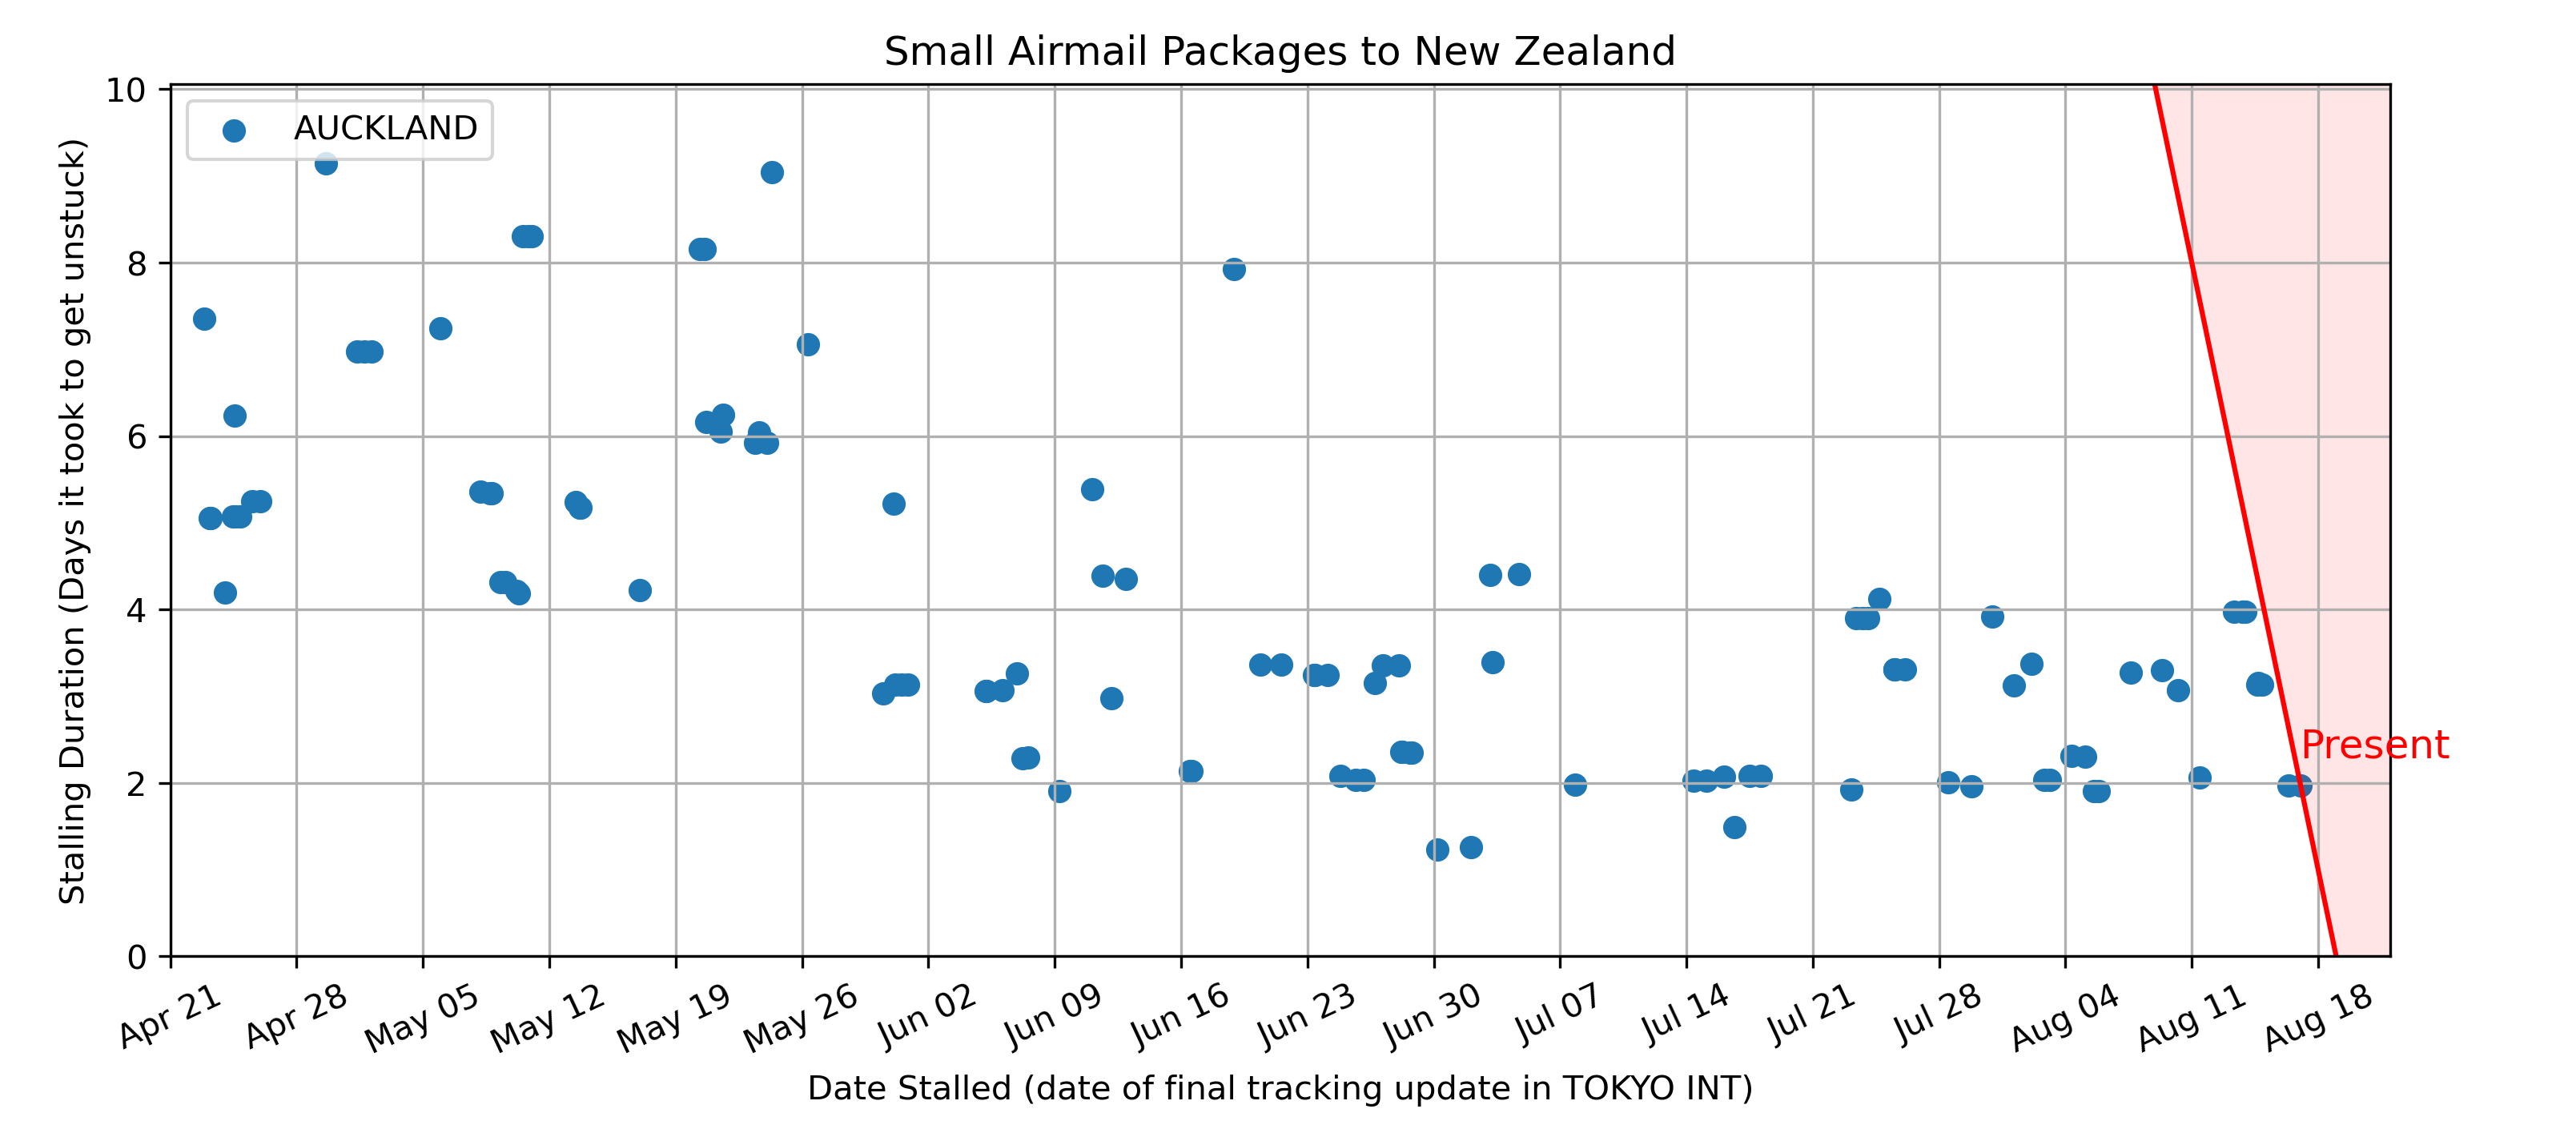 Small Airmail Packages to New Zealand
Stalling Duration (Days it took to get unstuck)
10
8
6
4
2
0
AUCKLAND
Present
Apr 21
Apr 28
May 05
May 12
May 19
May 26
Jun 02
Jun 09
Jun 16
Jun 23
Jun 30
Jul 07
Jul 14
Jul 21
Jul 28
Aug 04
Aug 11
Aug 18
Date Stalled (date of final tracking update in TOKYO INT)